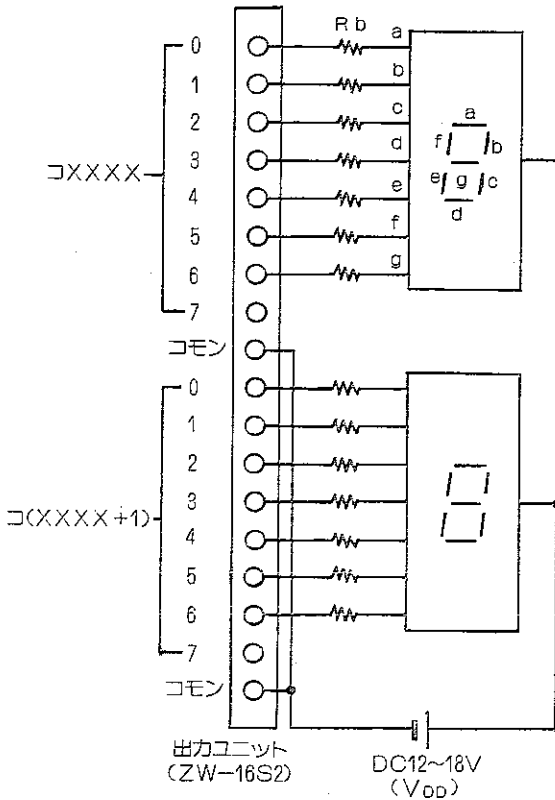 Rb
0 a
1 b
2 c
3 d
4 e
5 f
6 g
7
コXXXX
コモン
a
f b
g
e c
d
0
1
2
3
4
5
6
7
コ(XXXX+1)
コモン
出力ユニット
(ZW-16S2)
DC12~18V
(VDD)